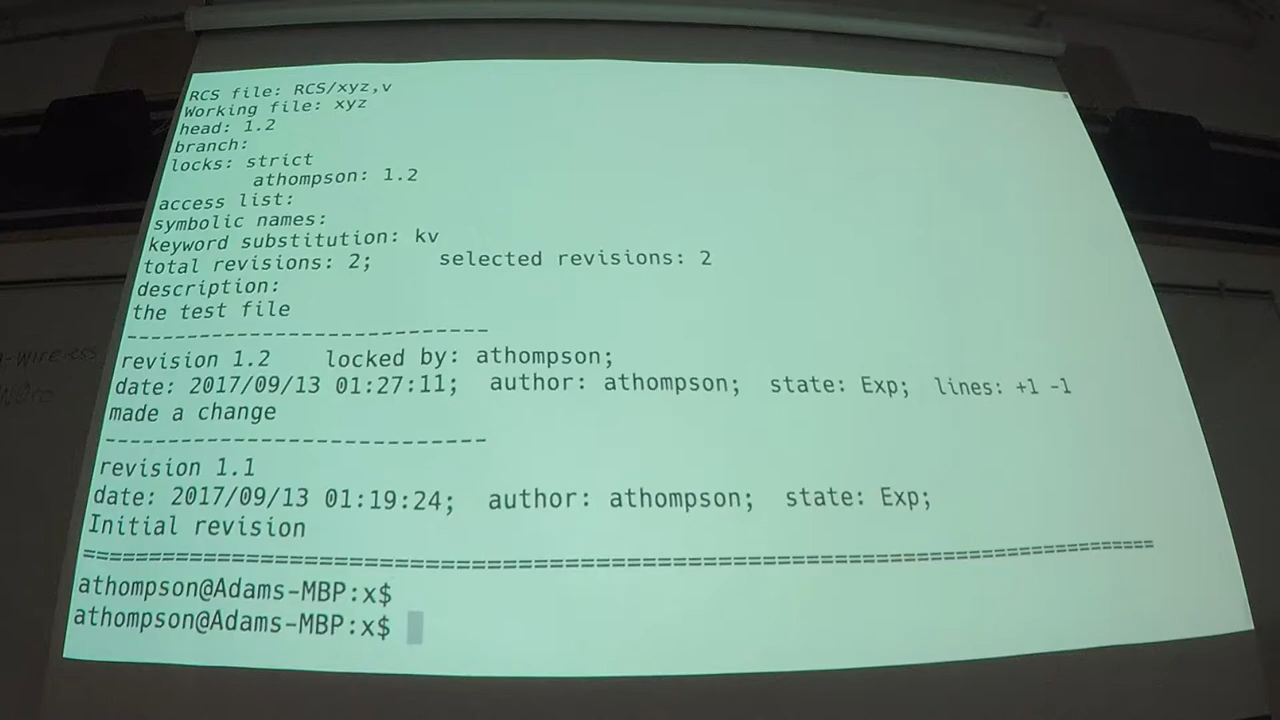 RCS file: RCS/xyz,v
Working file: xyz
head: 1.2
branch:
locks: strict
athompson: 1.2
access list:
symbolic names:
keyword substitution: kv
total revisions: 2; selected revisions: 2
description:
the test file
----------------------------
revision 1.2 locked by: athompson;
date: 2017/09/13 01:27:11; author: athompson; state: Exp; lines: +1 -1
made a change
----------------------------
revision 1.1
date: 2017/09/13 01:19:24; author: athompson; state: Exp;
Initial revision
=============================================================================
athompson@Adams-MBP:x$
athompson@Adams-MBP:x$